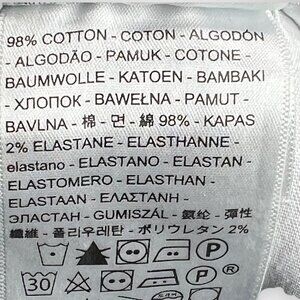 98% COTTON - COTON - ALGODÓN
- ALGODÃO - PAMUK - COTONE -
BAUMWOLLE - KATOEN - BAMBAKI
- ХЛОПОК - BAWEŁNA - PAMUT -
BAVLNA - 棉 - 면 - 綿 98% - KAPAS
2% ELASTANE - ELASTHANNE -
elastano - ELASTANO - ELASTAN -
ELASTOMERO - ELASTHAN -
ELASTAAN - ΕΛΑΣΤΑΝΗ -
ЭЛАСТАН - GUMISZÁL - 氨纶 - 彈性
纖維 - 폴리우레탄 - ポリウレタン 2%
P
30 P